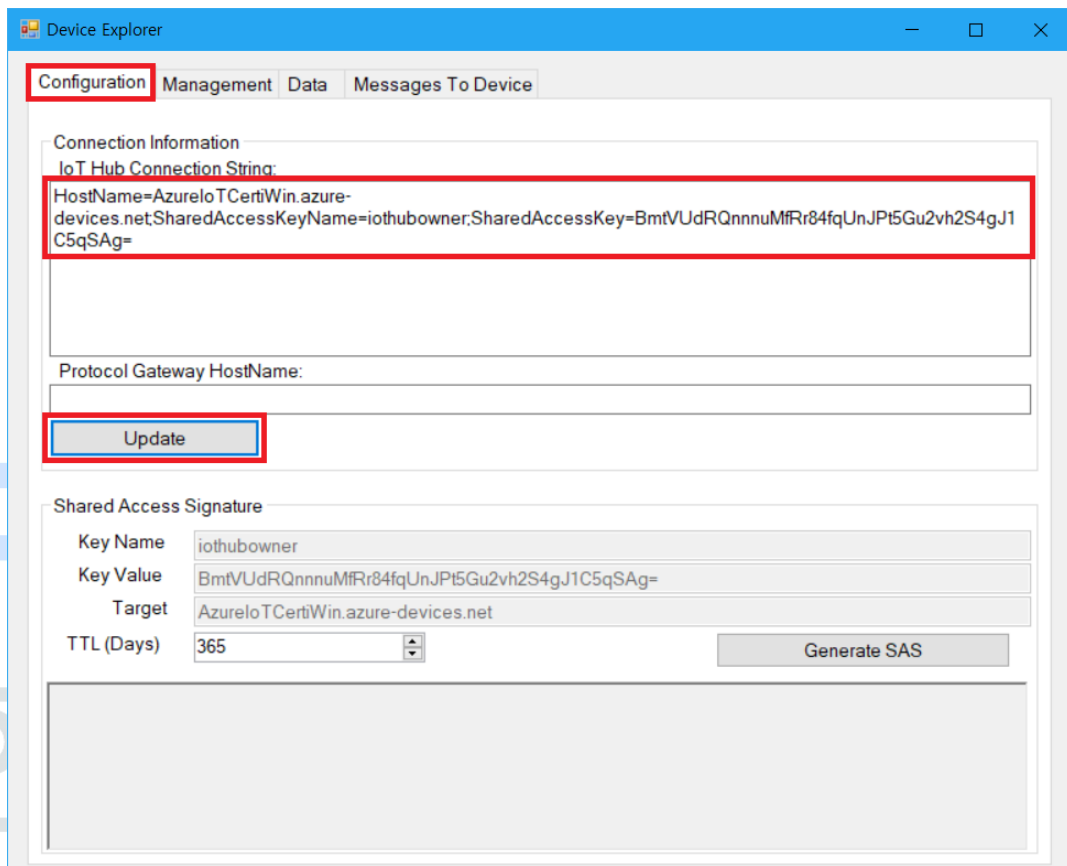 Device Explorer
Configuration Management Data Messages To Device
Connection Information
IoT Hub Connection String:
HostName=AzureIoTCertiWin.azure-
devices.net;SharedAccessKeyName=iothubowner;SharedAccessKey=BmtVUdRQnnnuMfRr84fqUnJPt5Gu2vh2S4gJ1
C5qSAg=
Protocol Gateway HostName:
Update
Shared Access Signature
Key Name iothubowner
Key Value BmtVUdRQnnnuMfRr84fqUnJPt5Gu2vh2S4gJ1C5qSAg=
Target AzureIoTCertiWin.azure-devices.net
TTL (Days) 365 Generate SAS